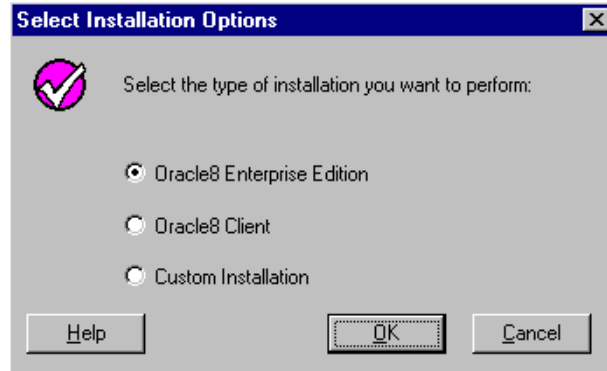 Select Installation Options
Select the type of installation you want to perform:
Oracle8 Enterprise Edition
Oracle8 Client
Custom Installation
Help OK Cancel